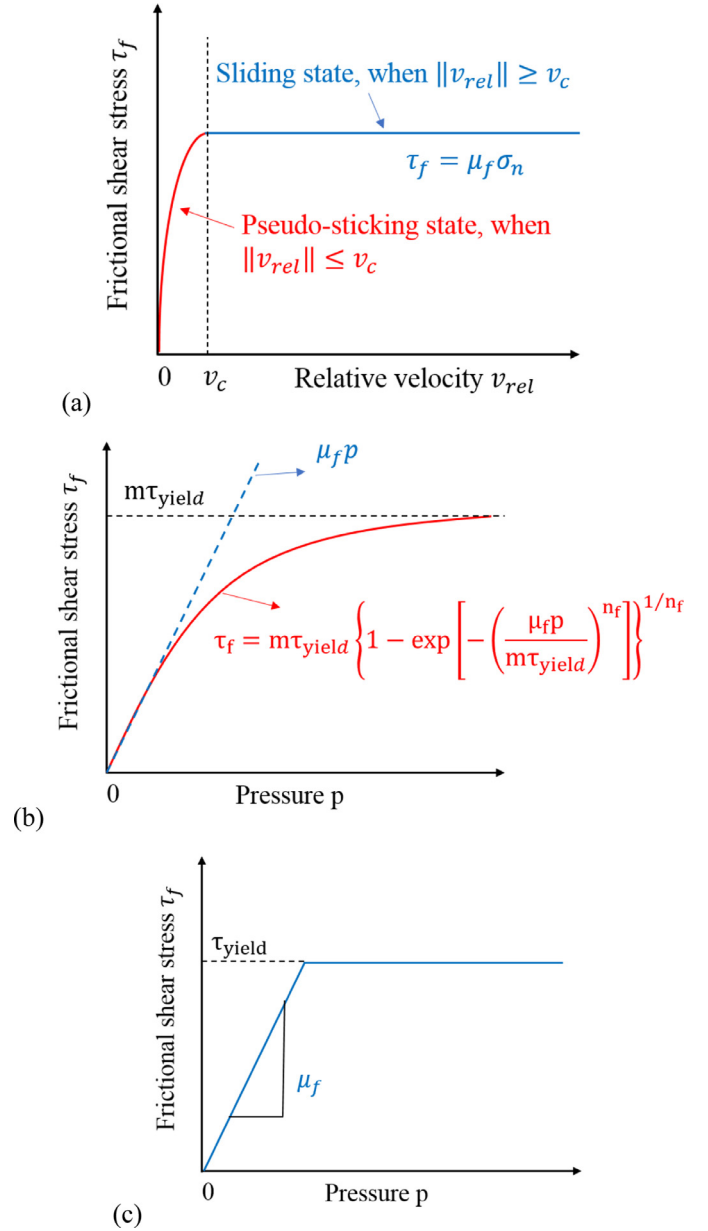 Frictional shear stress τ_f
Sliding state, when ‖v_rel‖ ≥ v_c
τ_f = μ_f σ_n
Pseudo-sticking state, when
‖v_rel‖ ≤ v_c
0
v_c
Relative velocity v_rel
(a)
Frictional shear stress τ_f
μ_f p
mτ_yield
τ_f = mτ_yield {1 − exp [− (μ_f p / mτ_yield)^n_f]}^1/n_f
0
Pressure p
(b)
Frictional shear stress τ_f
τ_yield
μ_f
0
Pressure p
(c)